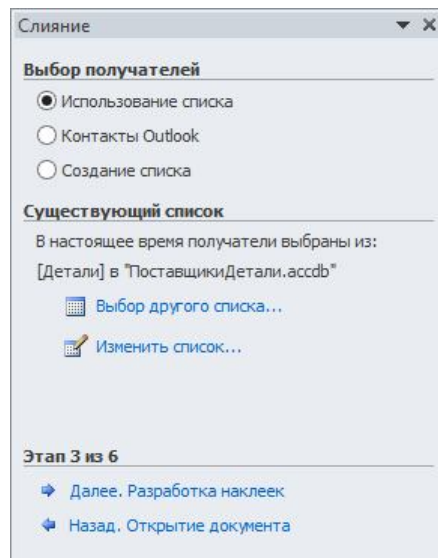 Слияние
Выбор получателей
Использование списка
Контакты Outlook
Создание списка
Существующий список
В настоящее время получатели выбраны из:
[Детали] в "ПоставщикиДетали.accdb"
Выбор другого списка...
Изменить список...
Этап 3 из 6
Далее. Разработка наклеек
Назад. Открытие документа